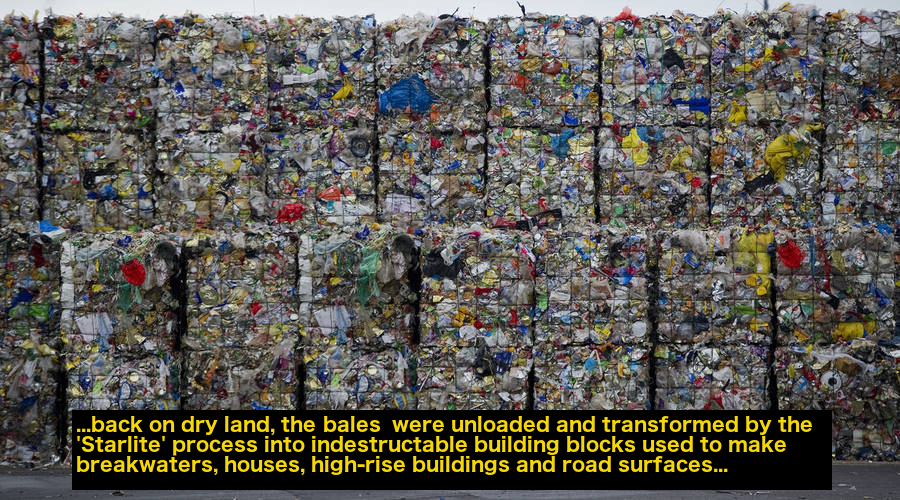 ...back on dry land, the bales  were unloaded and transformed by the
'Starlite' process into indestructable building blocks used to make
breakwaters, houses, high-rise buildings and road surfaces...